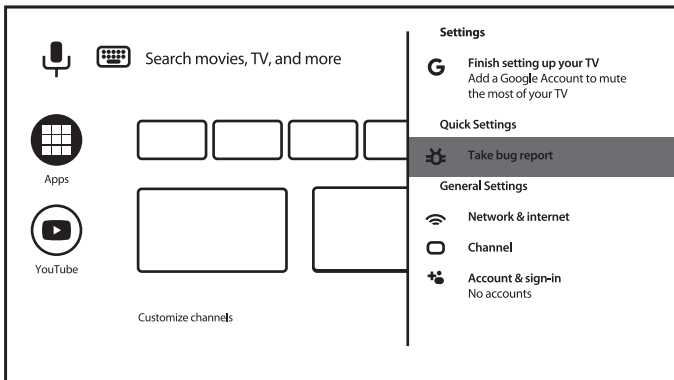 Search movies, TV, and more
Apps
YouTube
Customize channels
Settings
G
Finish setting up your TV
Add a Google Account to mute
the most of your TV
Quick Settings
Take bug report
General Settings
Network & internet
Channel
Account & sign-in
No accounts